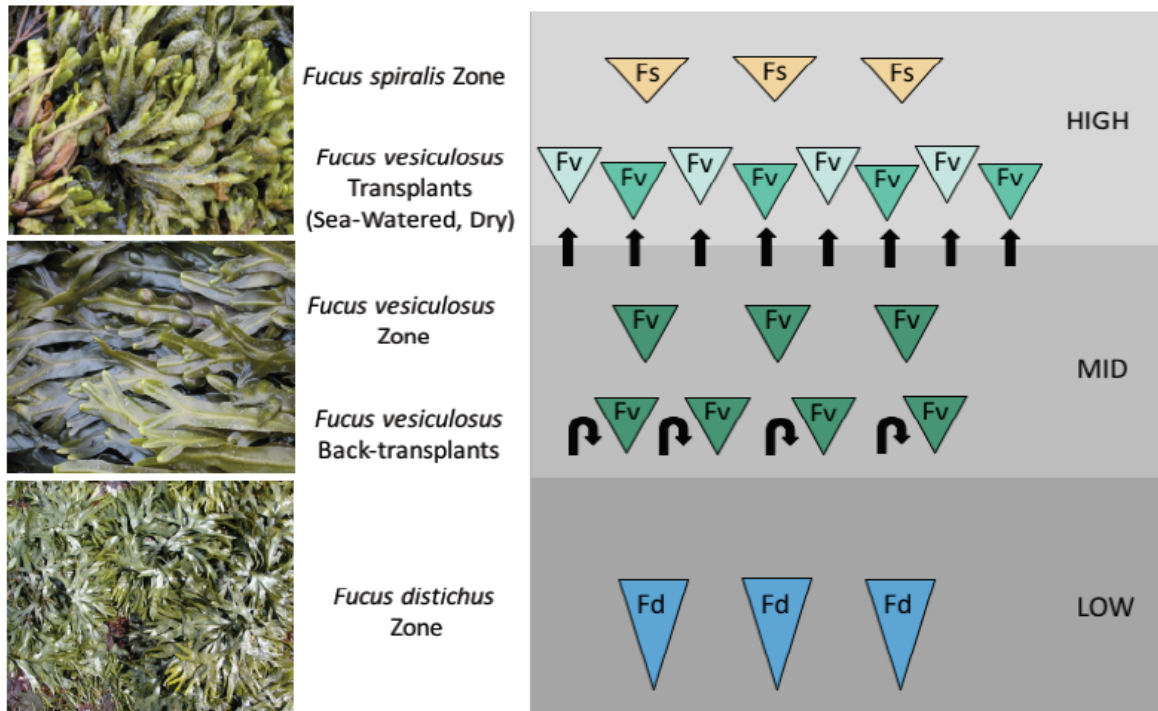 Fucus spiralis Zone
Fs Fs Fs
HIGH
Fucus vesiculosus
Transplants
(Sea-Watered, Dry)
Fv Fv Fv Fv Fv Fv Fv Fv
Fucus vesiculosus
Zone
Fv Fv Fv
MID
Fucus vesiculosus
Back-transplants
Fv Fv Fv Fv
Fucus distichus
Zone
Fd Fd Fd
LOW